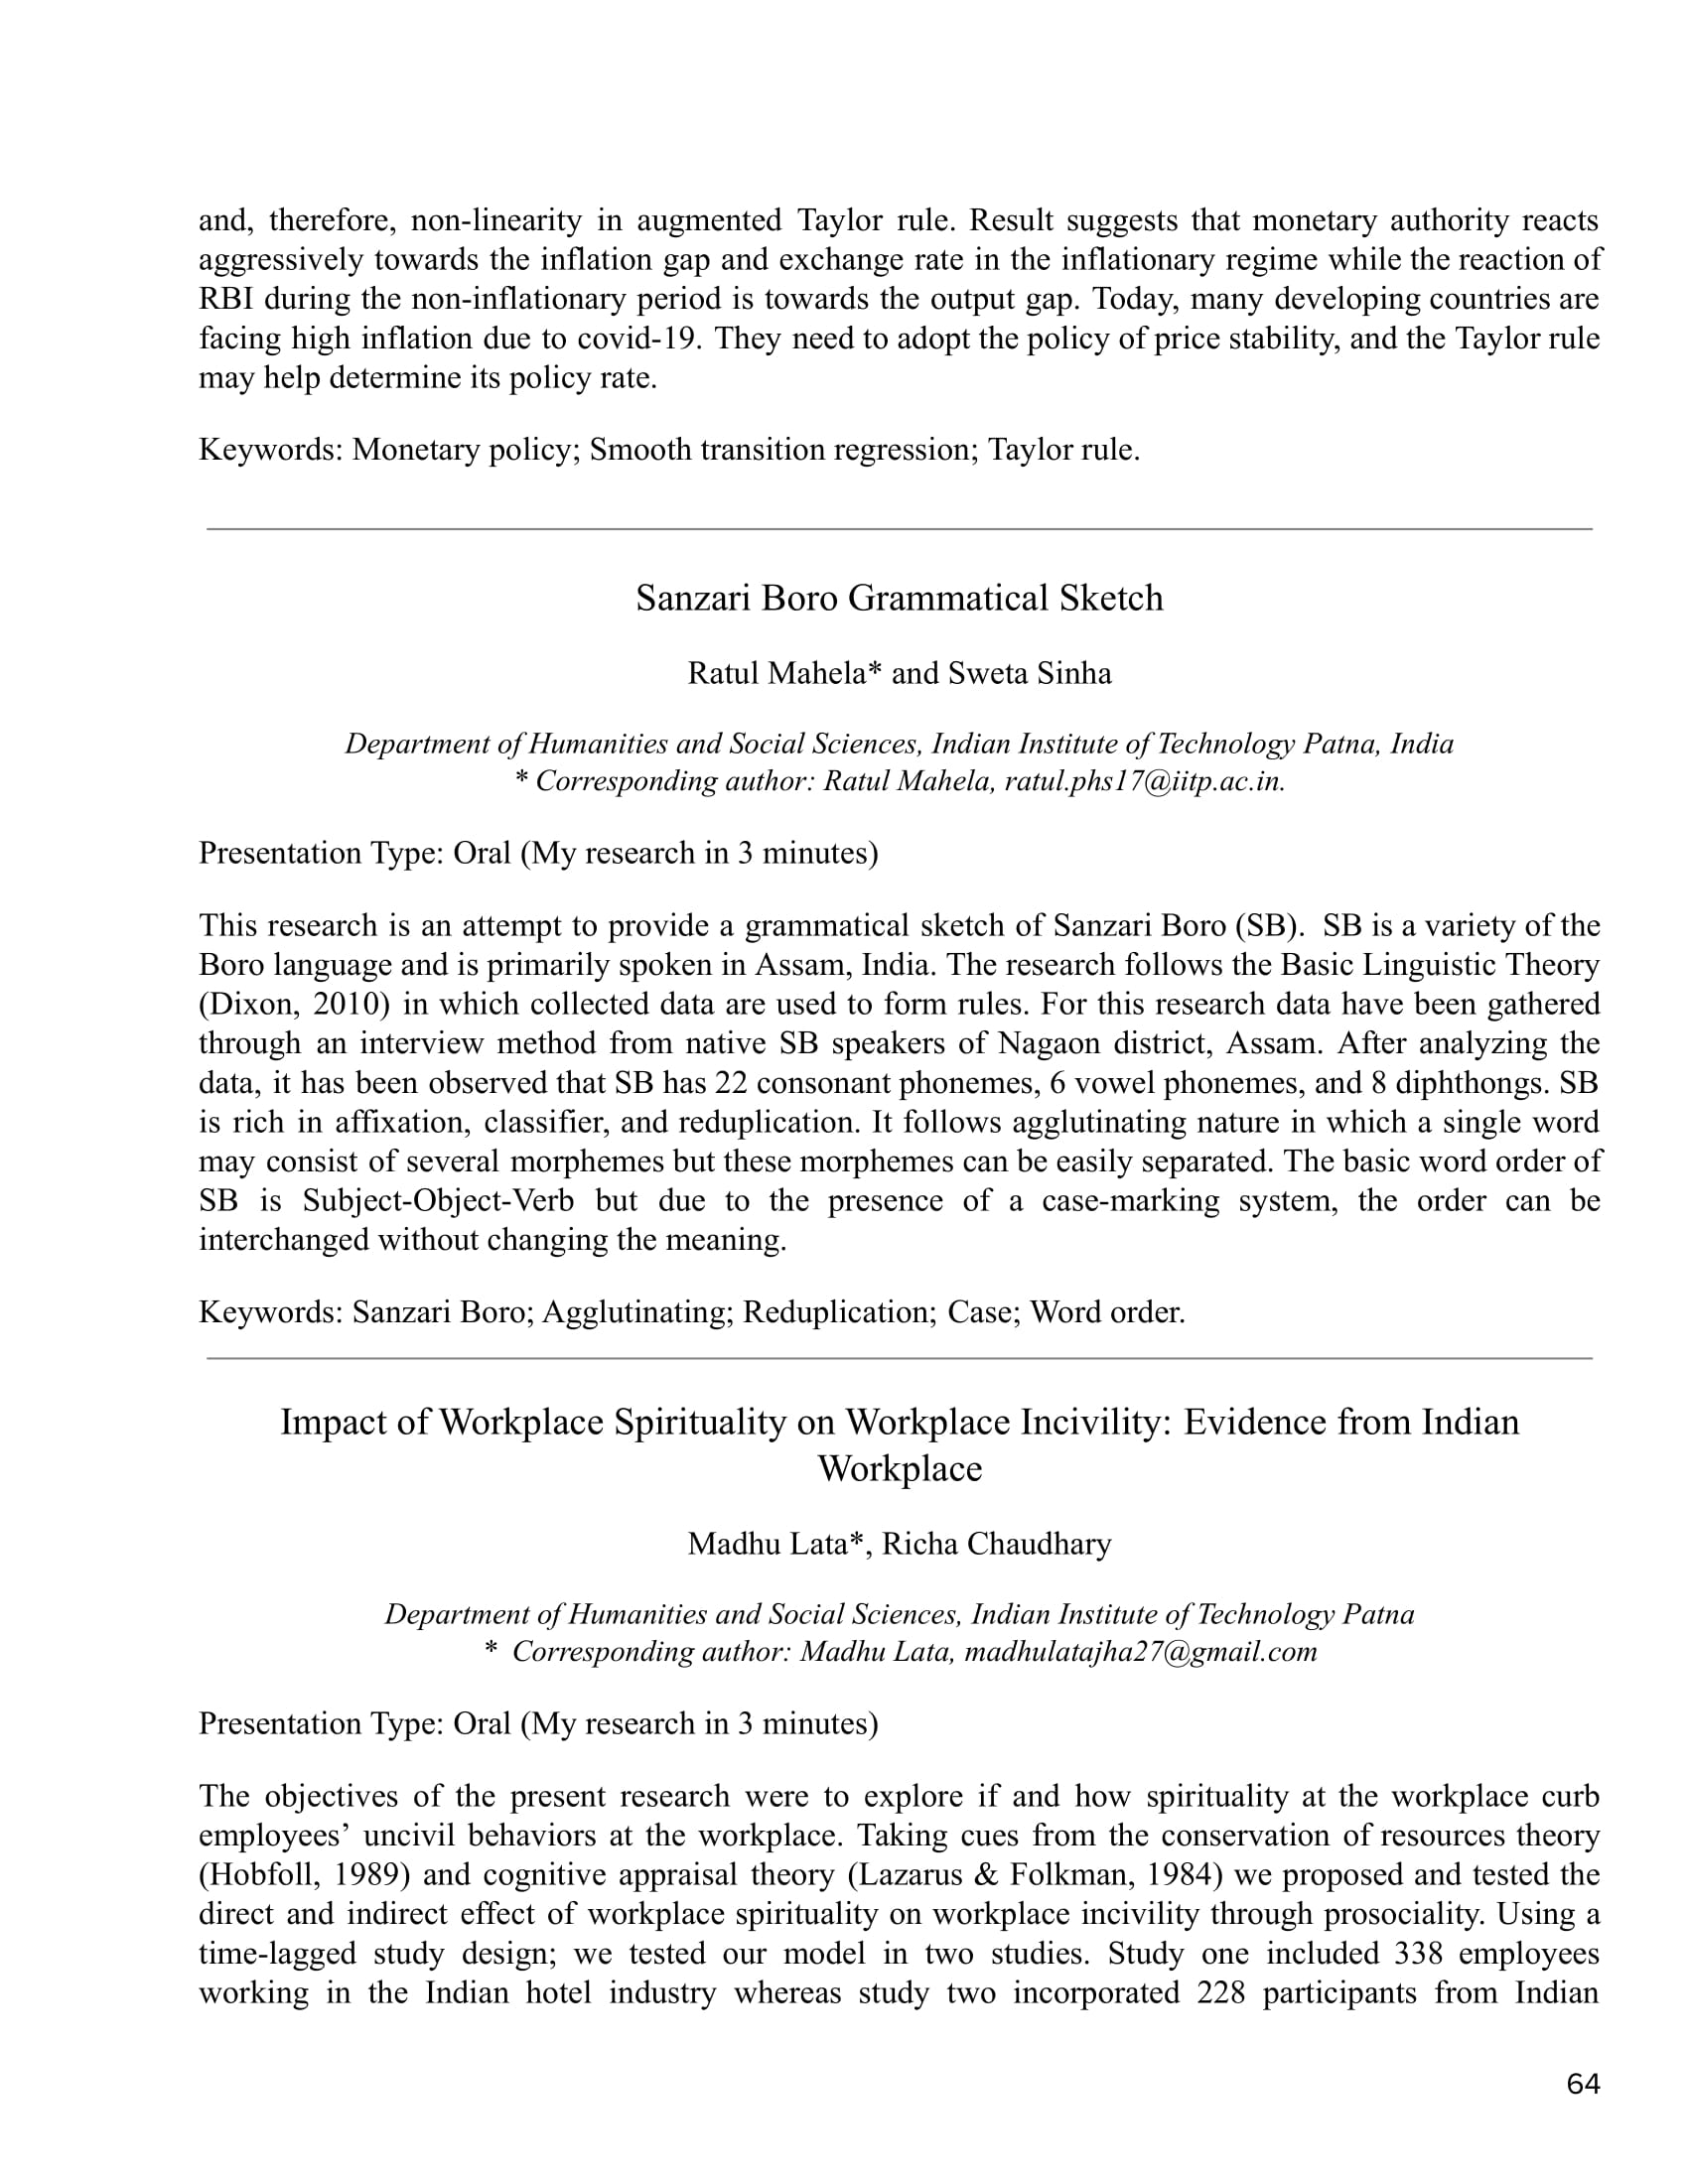 and, therefore, non-linearity in augmented Taylor rule. Result suggests that monetary authority reacts
aggressively towards the inflation gap and exchange rate in the inflationary regime while the reaction of
RBI during the non-inflationary period is towards the output gap. Today, many developing countries are
facing high inflation due to covid-19. They need to adopt the policy of price stability, and the Taylor rule
may help determine its policy rate.
Keywords: Monetary policy; Smooth transition regression; Taylor rule.
Sanzari Boro Grammatical Sketch
Ratul Mahela* and Sweta Sinha
Department of Humanities and Social Sciences, Indian Institute of Technology Patna, India
* Corresponding author: Ratul Mahela, ratul.phs17@iitp.ac.in.
Presentation Type: Oral (My research in 3 minutes)
This research is an attempt to provide a grammatical sketch of Sanzari Boro (SB). SB is a variety of the
Boro language and is primarily spoken in Assam, India. The research follows the Basic Linguistic Theory
(Dixon, 2010) in which collected data are used to form rules. For this research data have been gathered
through an interview method from native SB speakers of Nagaon district, Assam. After analyzing the
data, it has been observed that SB has 22 consonant phonemes, 6 vowel phonemes, and 8 diphthongs. SB
is rich in affixation, classifier, and reduplication. It follows agglutinating nature in which a single word
may consist of several morphemes but these morphemes can be easily separated. The basic word order of
SB is Subject-Object-Verb but due to the presence of a case-marking system, the order can be
interchanged without changing the meaning.
Keywords: Sanzari Boro; Agglutinating; Reduplication; Case; Word order.
Impact of Workplace Spirituality on Workplace Incivility: Evidence from Indian
Workplace
Madhu Lata*, Richa Chaudhary
Department of Humanities and Social Sciences, Indian Institute of Technology Patna
* Corresponding author: Madhu Lata, madhulatajha27@gmail.com
Presentation Type: Oral (My research in 3 minutes)
The objectives of the present research were to explore if and how spirituality at the workplace curb
employees’ uncivil behaviors at the workplace. Taking cues from the conservation of resources theory
(Hobfoll, 1989) and cognitive appraisal theory (Lazarus & Folkman, 1984) we proposed and tested the
direct and indirect effect of workplace spirituality on workplace incivility through prosociality. Using a
time-lagged study design; we tested our model in two studies. Study one included 338 employees
working in the Indian hotel industry whereas study two incorporated 228 participants from Indian
64